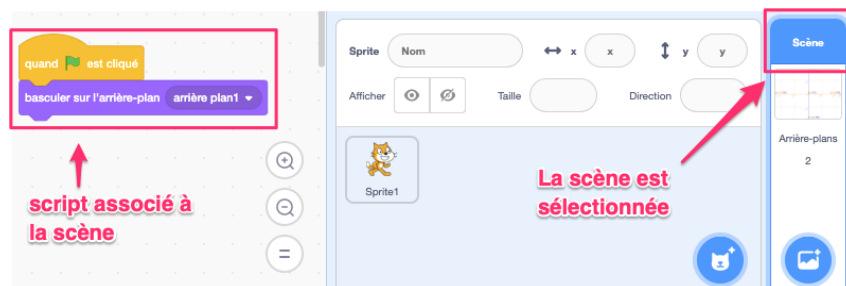 quand est cliqué
basculer sur l'arrière-plan arrière plan1
script associé à
la scène
Sprite Nom x x y y
Afficher Taille Direction
Sprite1
La scène est
sélectionnée
Scène
Arrière-plans
2